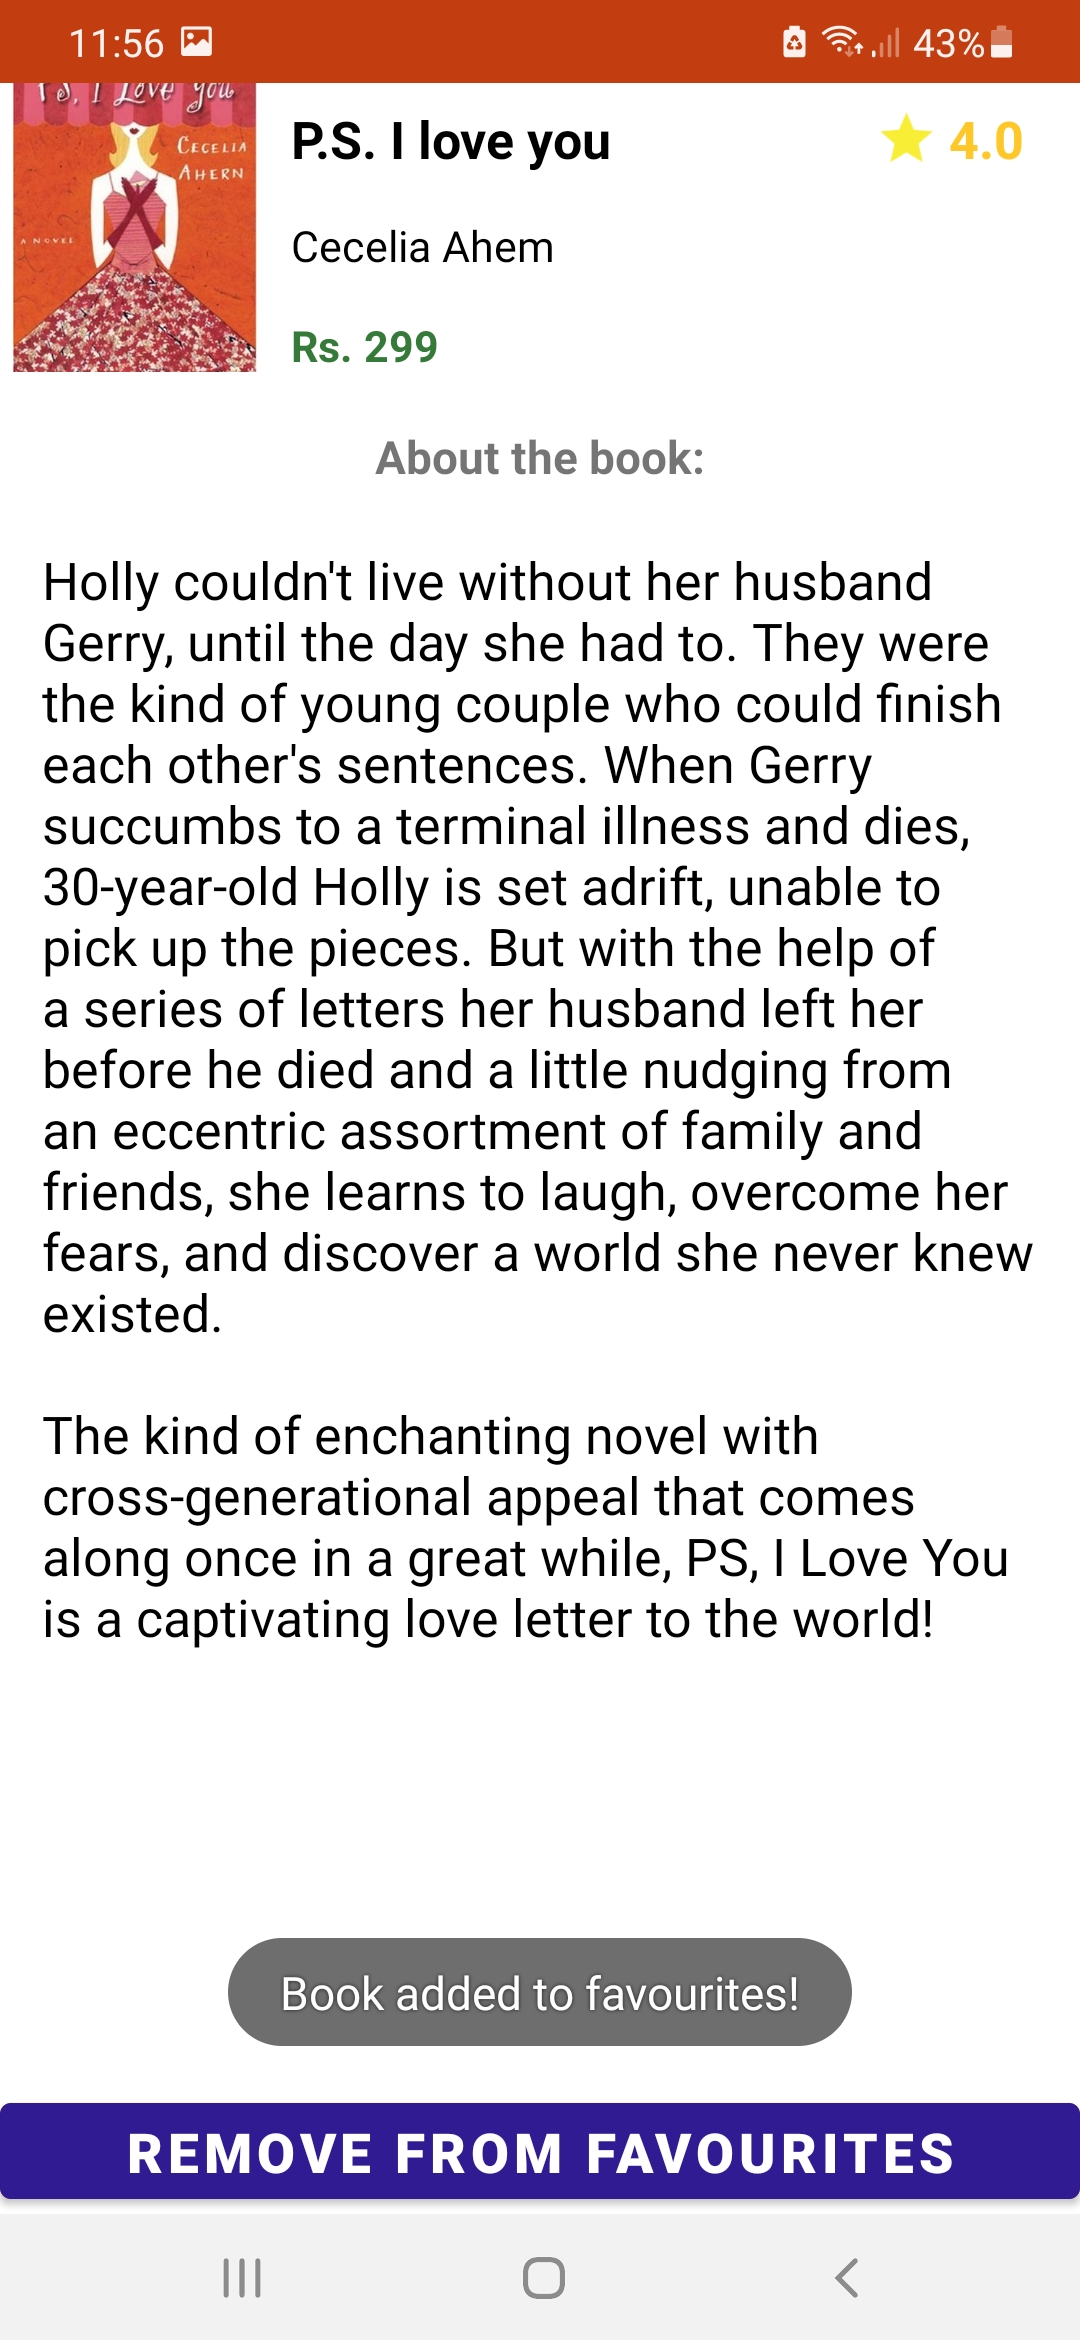 11:56
43%
PS, I Love You
CECELIA
AHERN
A NOVEL
P.S. I love you
4.0
Cecelia Ahem
Rs. 299
About the book:
Holly couldn't live without her husband
Gerry, until the day she had to. They were
the kind of young couple who could finish
each other's sentences. When Gerry
succumbs to a terminal illness and dies,
30-year-old Holly is set adrift, unable to
pick up the pieces. But with the help of
a series of letters her husband left her
before he died and a little nudging from
an eccentric assortment of family and
friends, she learns to laugh, overcome her
fears, and discover a world she never knew
existed.
The kind of enchanting novel with
cross-generational appeal that comes
along once in a great while, PS, I Love You
is a captivating love letter to the world!
Book added to favourites!
REMOVE FROM FAVOURITES